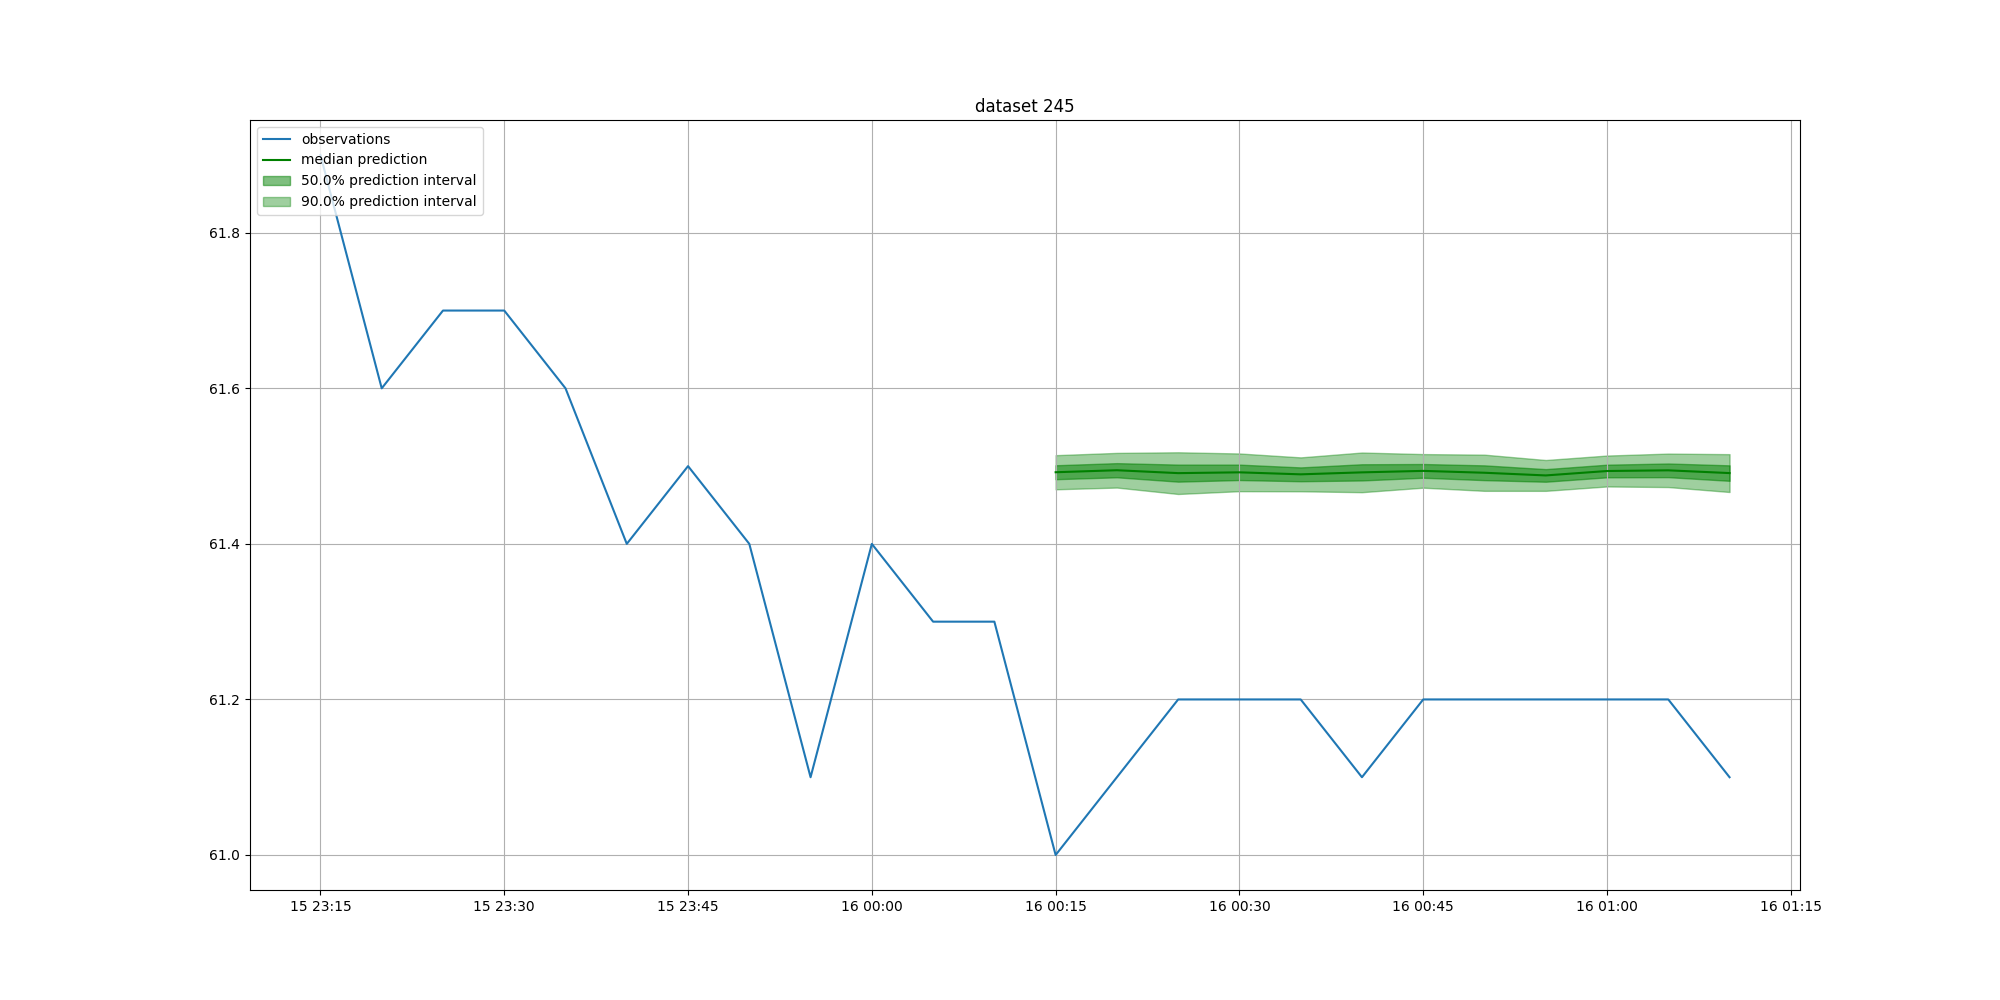 dataset 245
observations
median prediction
50.0% prediction interval
90.0% prediction interval
61.8
61.6
61.4
61.2
61.0
15 23:15
15 23:30
15 23:45
16 00:00
16 00:15
16 00:30
16 00:45
16 01:00
16 01:15